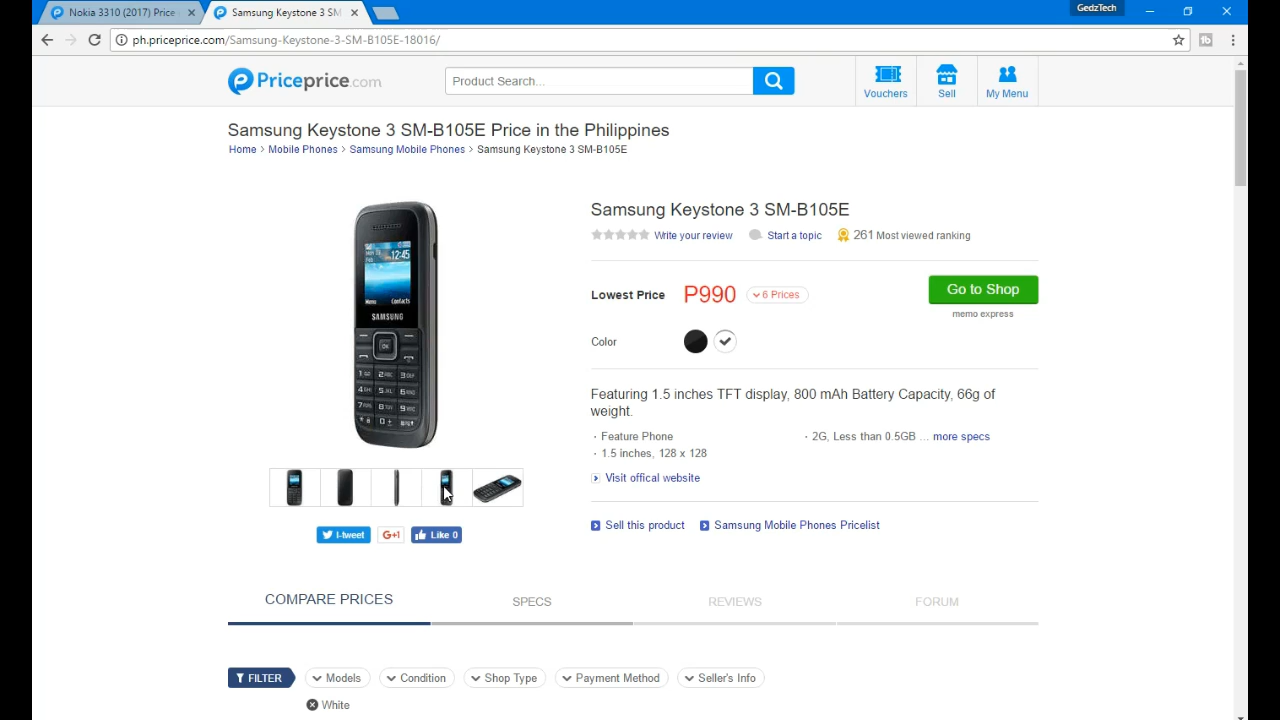 Nokia 3310 (2017) Price
Samsung Keystone 3 SM
GedzTech
ph.priceprice.com/Samsung-Keystone-3-SM-B105E-18016/
Priceprice.com
Product Search...
Vouchers
Sell
My Menu
Samsung Keystone 3 SM-B105E Price in the Philippines
Home > Mobile Phones > Samsung Mobile Phones > Samsung Keystone 3 SM-B105E
Samsung Keystone 3 SM-B105E
Write your review Start a topic 261 Most viewed ranking
12:45
Menu Contacts
SAMSUNG
OK
Lowest Price P990 6 Prices
Go to Shop
memo express
Color
Featuring 1.5 inches TFT display, 800 mAh Battery Capacity, 66g of
weight.
· Feature Phone
· 2G, Less than 0.5GB ... more specs
· 1.5 inches, 128 x 128
Visit offical website
Sell this product Samsung Mobile Phones Pricelist
t-tweet G+1 Like 0
COMPARE PRICES SPECS REVIEWS FORUM
FILTER Models Condition Shop Type Payment Method Seller's Info
White